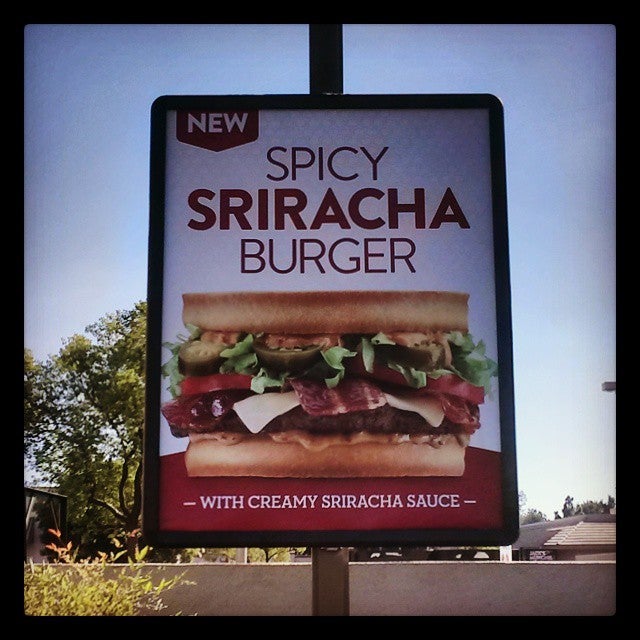 NEW
SPICY
SRIRACHA
BURGER
— WITH CREAMY SRIRACHA SAUCE —